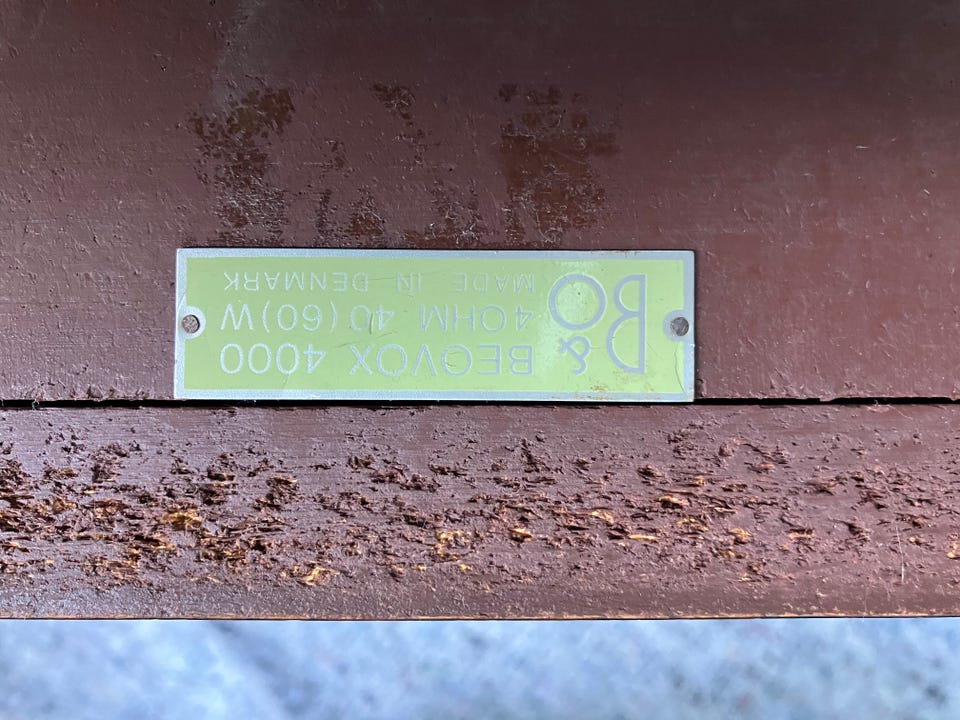 B&O
BEOVOX 4000
4OHM 40(60)W
MADE IN DENMARK